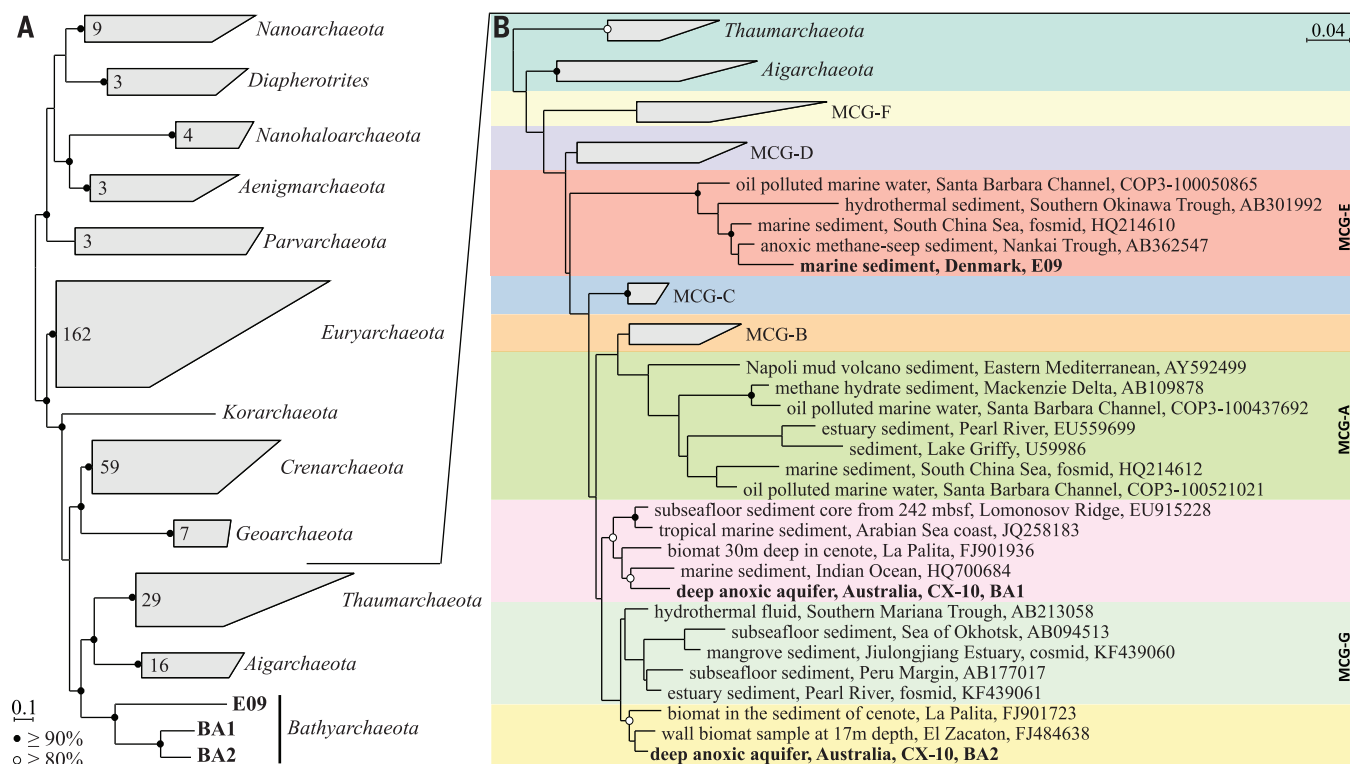 A
9 Nanoarchaeota
3 Diapherotrites
4 Nanohaloarchaeota
3 Aenigmarchaeota
3 Parvarchaeota
162 Euryarchaeota
Korarchaeota
59 Crenarchaeota
7 Geoarchaeota
29 Thaumarchaeota
16 Aigarchaeota
E09
BA1
BA2
Bathyarchaeota
0.1
≥ 90%
≥ 80%
B
0.04
Thaumarchaeota
Aigarchaeota
MCG-F
MCG-D
oil polluted marine water, Santa Barbara Channel, COP3-100050865
hydrothermal sediment, Southern Okinawa Trough, AB301992
marine sediment, South China Sea, fosmid, HQ214610
anoxic methane-seep sediment, Nankai Trough, AB362547
marine sediment, Denmark, E09
MCG-E
MCG-C
MCG-B
Napoli mud volcano sediment, Eastern Mediterranean, AY592499
methane hydrate sediment, Mackenzie Delta, AB109878
oil polluted marine water, Santa Barbara Channel, COP3-100437692
estuary sediment, Pearl River, EU559699
sediment, Lake Griffy, U59986
marine sediment, South China Sea, fosmid, HQ214612
oil polluted marine water, Santa Barbara Channel, COP3-100521021
MCG-A
subseafloor sediment core from 242 mbsf, Lomonosov Ridge, EU915228
tropical marine sediment, Arabian Sea coast, JQ258183
biomat 30m deep in cenote, La Palita, FJ901936
marine sediment, Indian Ocean, HQ700684
deep anoxic aquifer, Australia, CX-10, BA1
hydrothermal fluid, Southern Mariana Trough, AB213058
subseafloor sediment, Sea of Okhotsk, AB094513
mangrove sediment, Jiulongjiang Estuary, cosmid, KF439060
subseafloor sediment, Peru Margin, AB177017
estuary sediment, Pearl River, fosmid, KF439061
MCG-G
biomat in the sediment of cenote, La Palita, FJ901723
wall biomat sample at 17m depth, El Zacaton, FJ484638
deep anoxic aquifer, Australia, CX-10, BA2